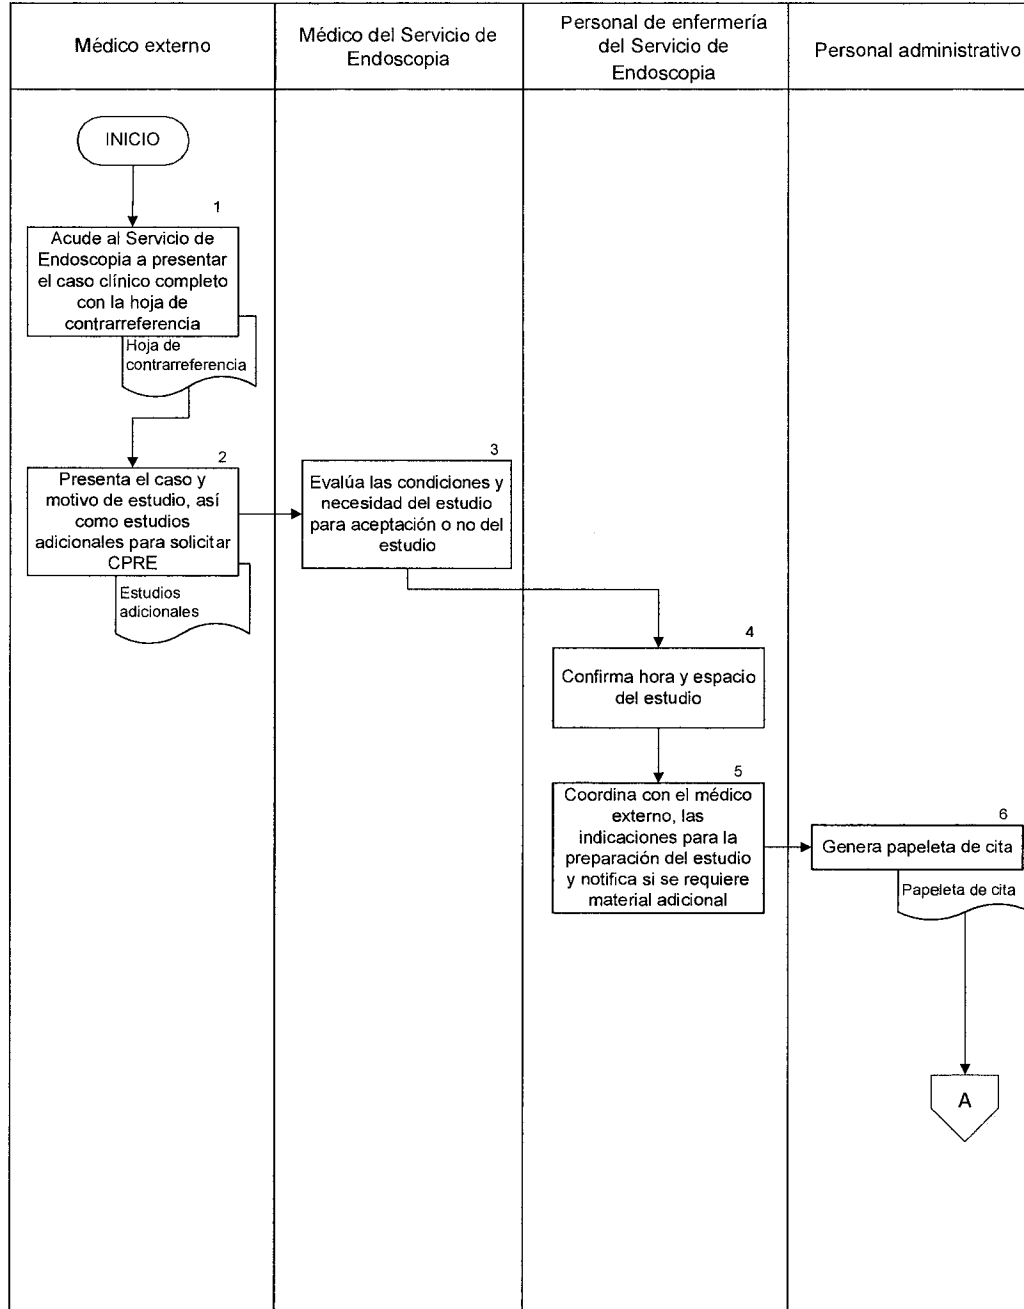 Médico externo
Médico del Servicio de
Endoscopia
Personal de enfermería
del Servicio de
Endoscopia
Personal administrativo
INICIO
1
Acude al Servicio de
Endoscopia a presentar
el caso clínico completo
con la hoja de
contrarreferencia
Hoja de
contrarreferencia
2
Presenta el caso y
motivo de estudio, así
como estudios
adicionales para solicitar
CPRE
Estudios
adicionales
3
Evalúa las condiciones y
necesidad del estudio
para aceptación o no del
estudio
4
Confirma hora y espacio
del estudio
5
Coordina con el médico
externo, las
indicaciones para la
preparación del estudio
y notifica si se requiere
material adicional
6
Genera papeleta de cita
Papeleta de cita
A